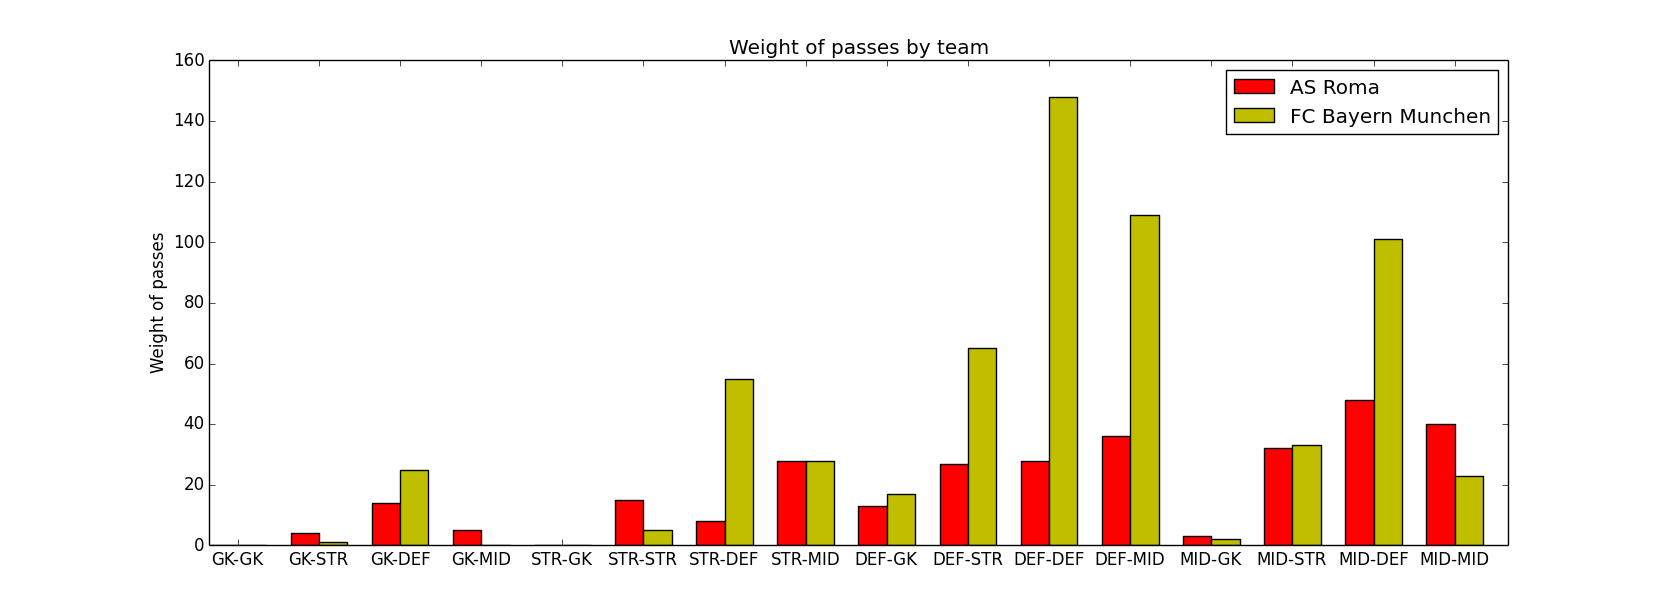 Weight of passes by team
AS Roma
FC Bayern Munchen
Weight of passes
160
140
120
100
80
60
40
20
0
GK-GK GK-STR GK-DEF GK-MID STR-GK STR-STR STR-DEF STR-MID DEF-GK DEF-STR DEF-DEF DEF-MID MID-GK MID-STR MID-DEF MID-MID